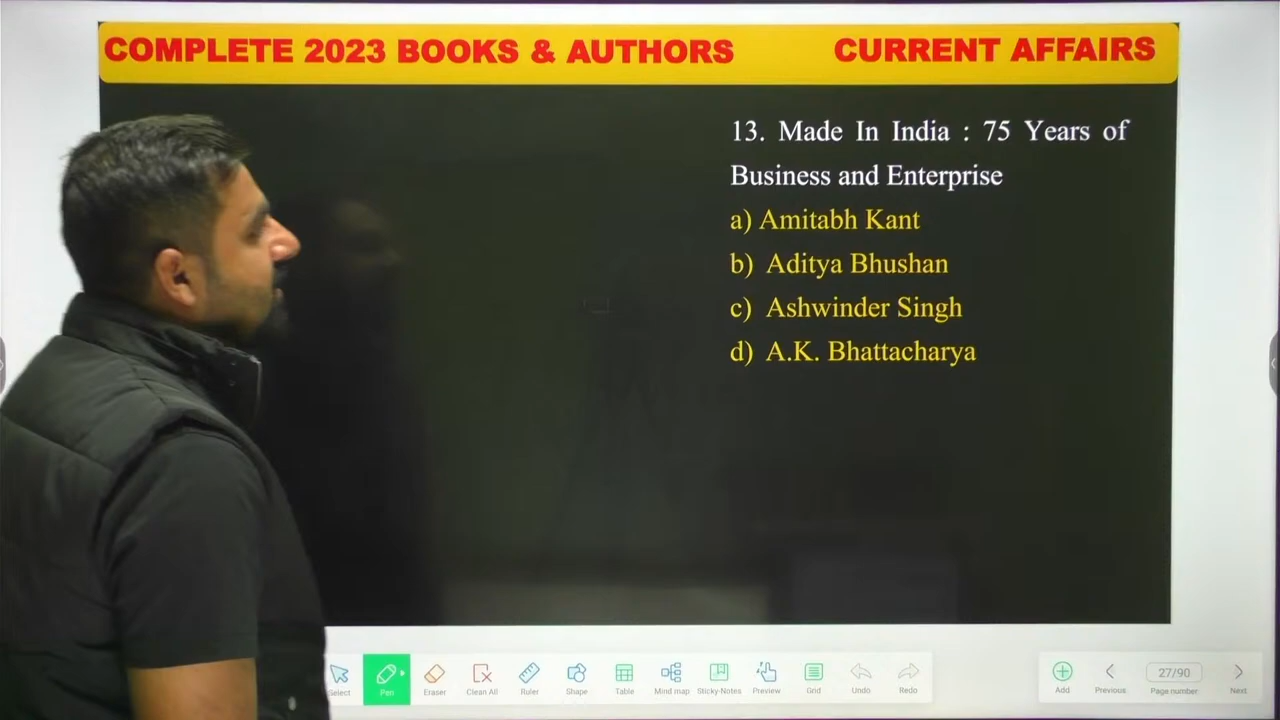 COMPLETE 2023 BOOKS & AUTHORS CURRENT AFFAIRS
13. Made In India : 75 Years of
Business and Enterprise
a) Amitabh Kant
b) Aditya Bhushan
c) Ashwinder Singh
d) A.K. Bhattacharya
Select Pen Eraser Clean All Ruler Shape Table Mind map Sticky-Notes Preview Grid Undo Redo Add Previous 27/90 Page number Next